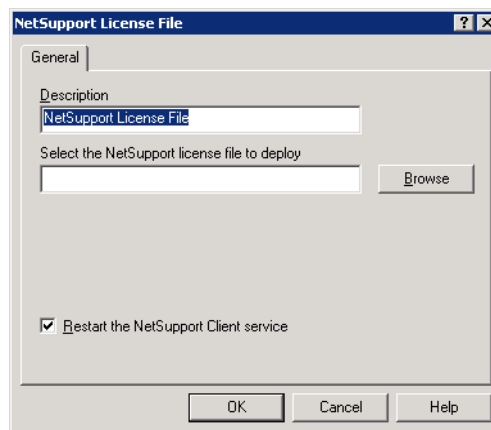 NetSupport License File
General
Description
NetSupport License File
Select the NetSupport license file to deploy
Browse
Restart the NetSupport Client service
OK Cancel Help